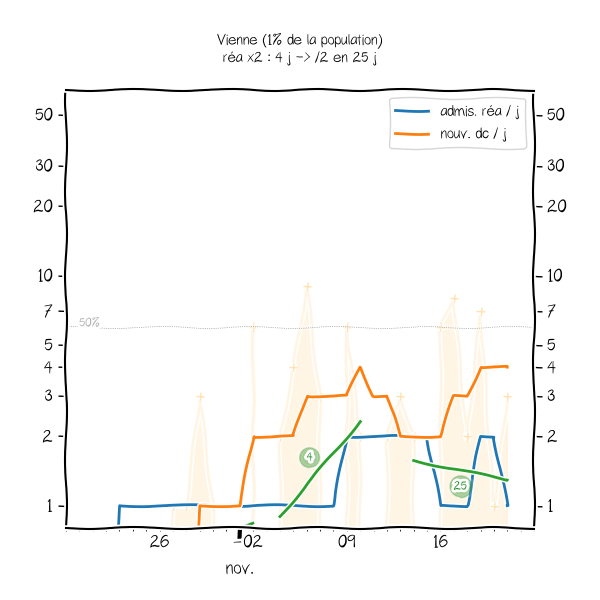 Vienne (1% de la population)
réa x2 : 4 j -> /2 en 25 j
admis. réa / j
nouv. dc / j
50 50
30 30
20 20
10 10
7 7
50%
5 5
4 4
3 3
2 2
4
25
1 1
26 02 09 16
nov.